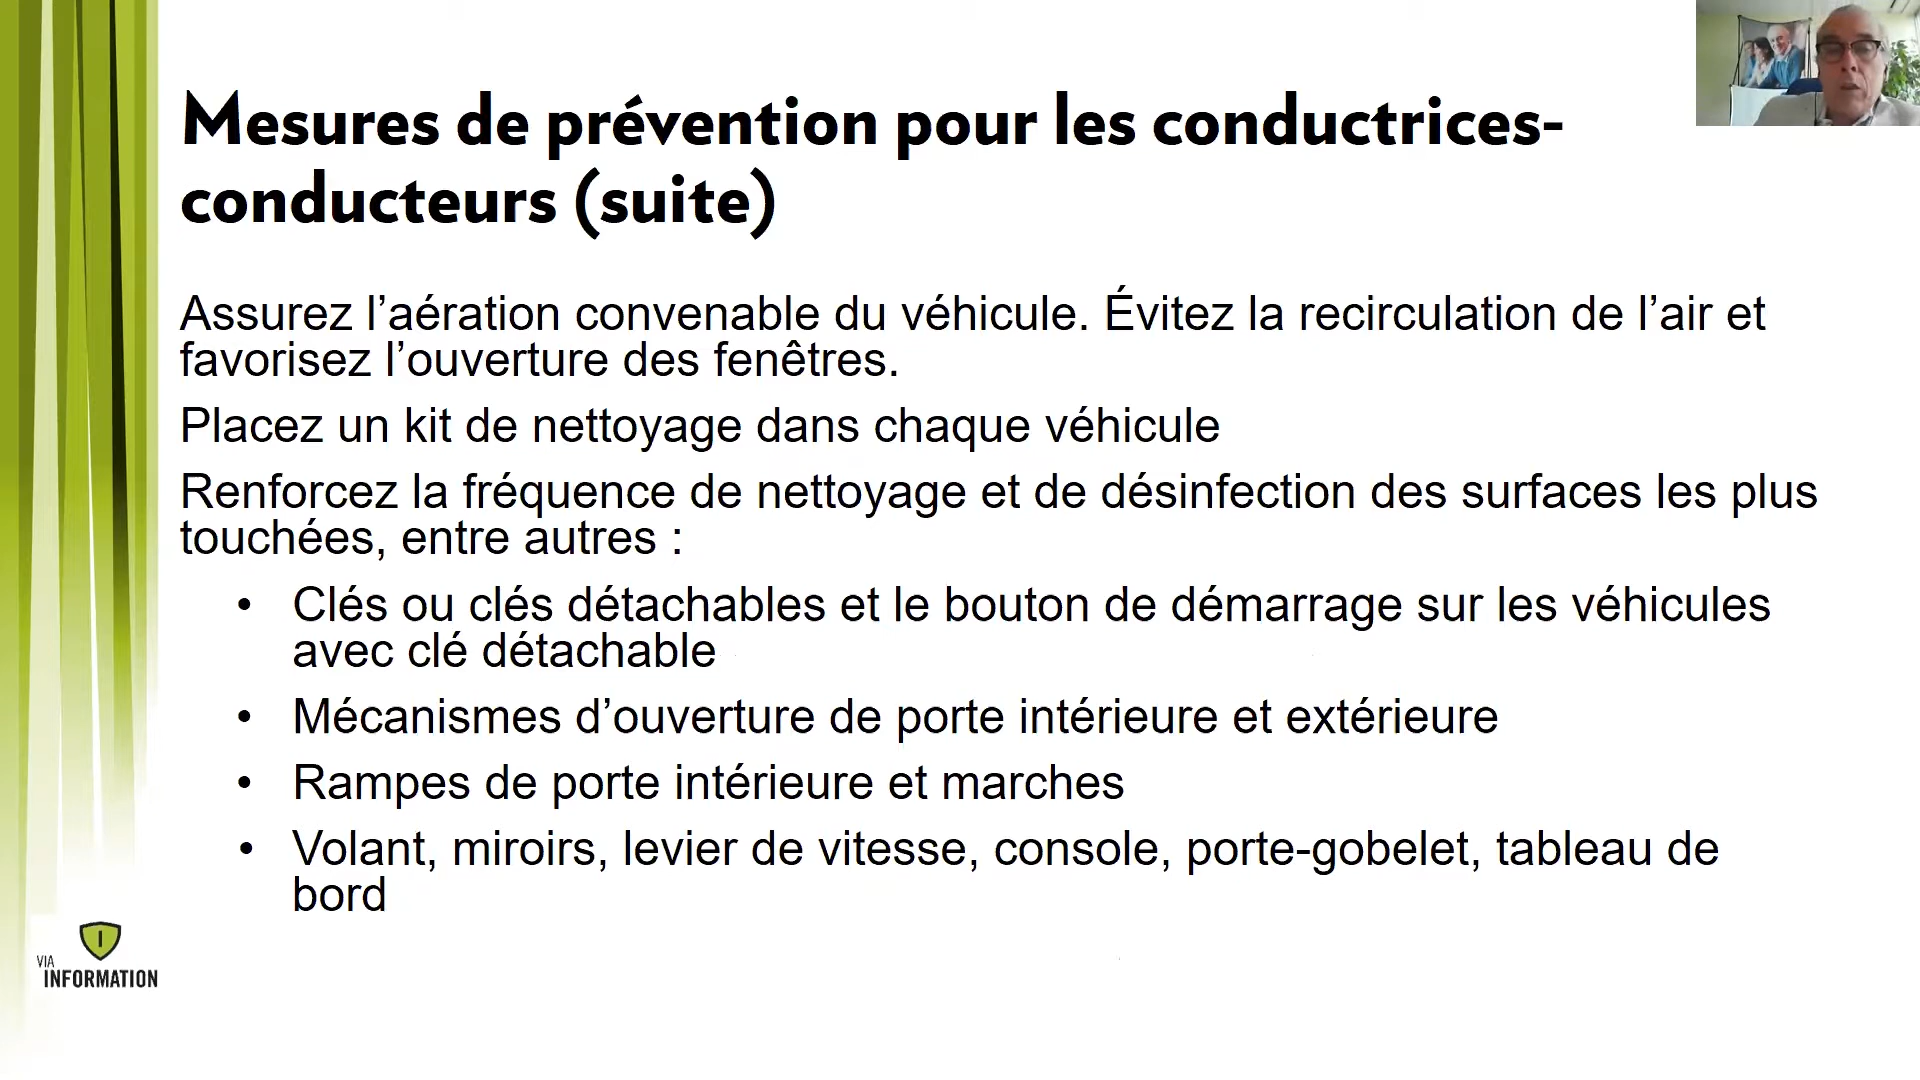 Mesures de prévention pour les conductrices-
conducteurs (suite)
Assurez l’aération convenable du véhicule. Évitez la recirculation de l’air et
favorisez l’ouverture des fenêtres.
Placez un kit de nettoyage dans chaque véhicule
Renforcez la fréquence de nettoyage et de désinfection des surfaces les plus
touchées, entre autres :
• Clés ou clés détachables et le bouton de démarrage sur les véhicules
avec clé détachable
• Mécanismes d’ouverture de porte intérieure et extérieure
• Rampes de porte intérieure et marches
• Volant, miroirs, levier de vitesse, console, porte-gobelet, tableau de
bord
I
VIA
INFORMATION